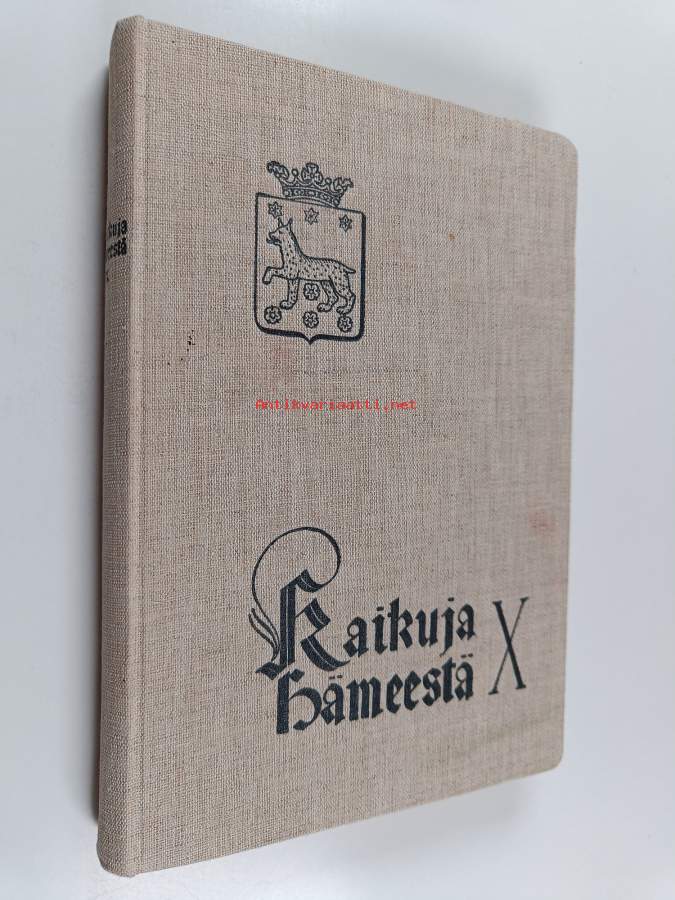 Antikvariaatti.net
Kaikuja
Hämeestä X